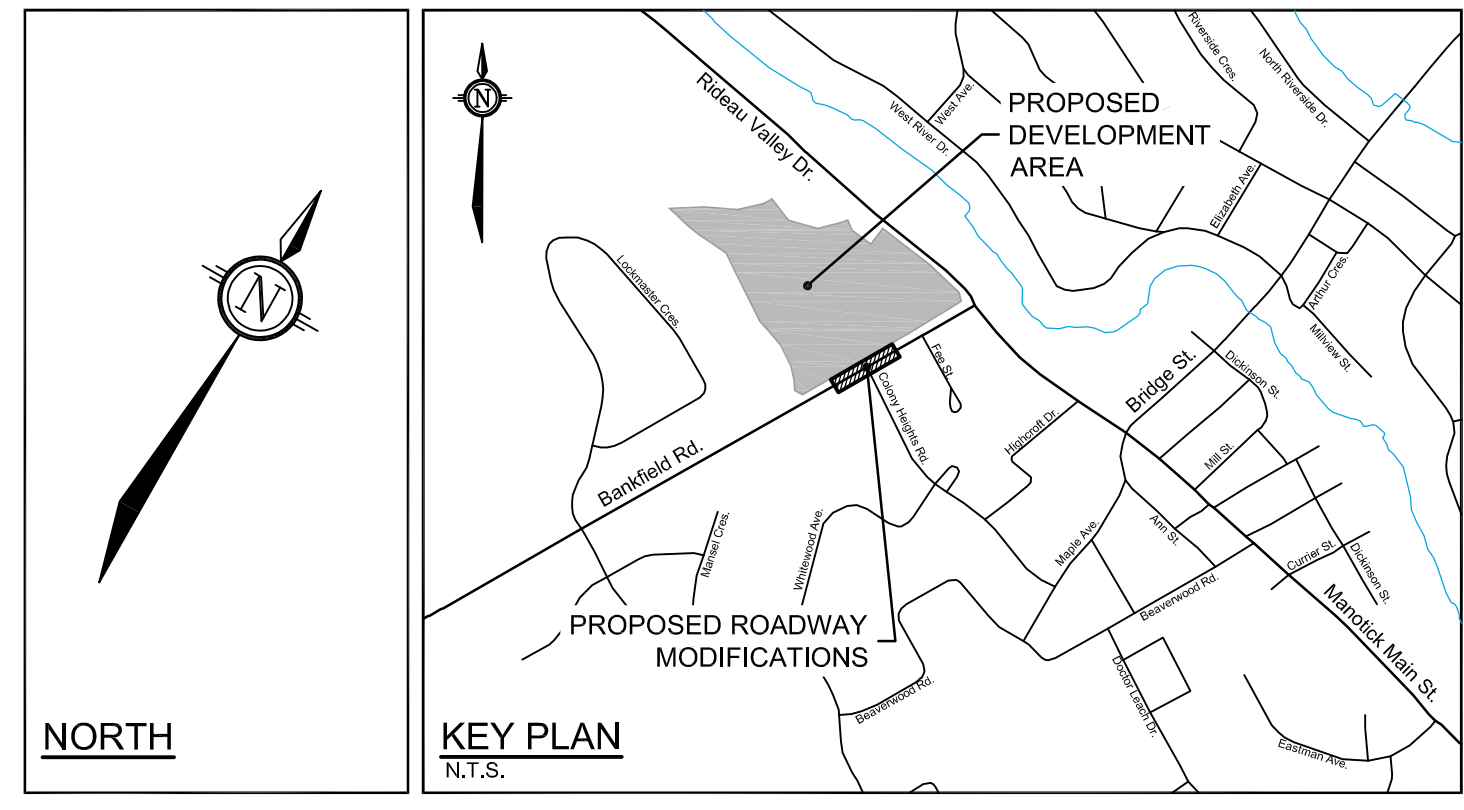 N
NORTH
N
Rideau Valley Dr.
West River Dr.
West Ave.
Riverside Cres.
North Riverside Dr.
PROPOSED
DEVELOPMENT
AREA
Elizabeth Ave.
Lockmaster Cres.
Arthur Cres.
Millview St.
Fee St.
Colony Heights Rd.
Highcroft Dr.
Bridge St.
Dickinson St.
Mill St.
Bankfield Rd.
Mansel Cres.
Whitewood Ave.
Maple Ave.
Ann St.
Currier St.
Dickinson St.
Beaverwood Rd.
Manotick Main St.
PROPOSED ROADWAY
MODIFICATIONS
Beaverwood Rd.
Doctor Leach Dr.
Eastman Ave.
KEY PLAN
N.T.S.